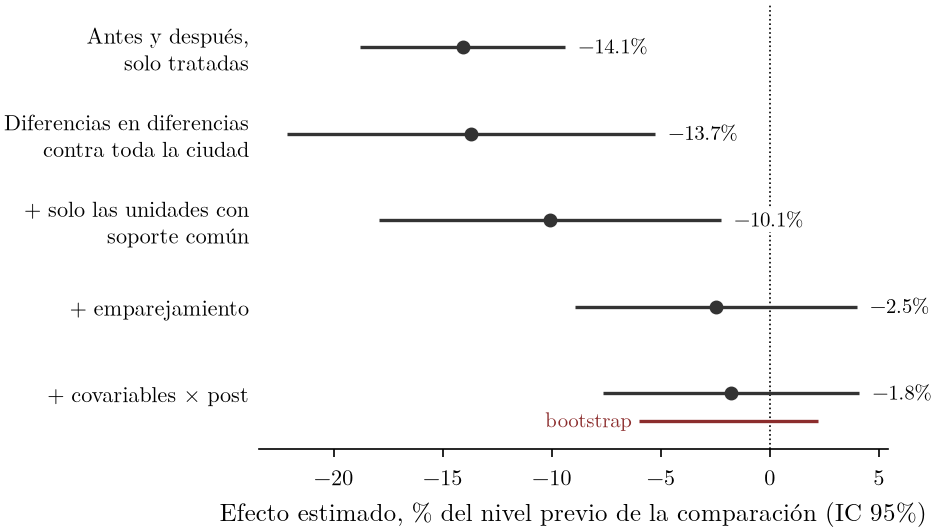 Antes y después,
solo tratadas
−14.1%
Diferencias en diferencias
contra toda la ciudad
−13.7%
+ solo las unidades con
soporte común
−10.1%
+ emparejamiento
−2.5%
+ covariables × post
−1.8%
bootstrap
−20 −15 −10 −5 0 5
Efecto estimado, % del nivel previo de la comparación (IC 95%)